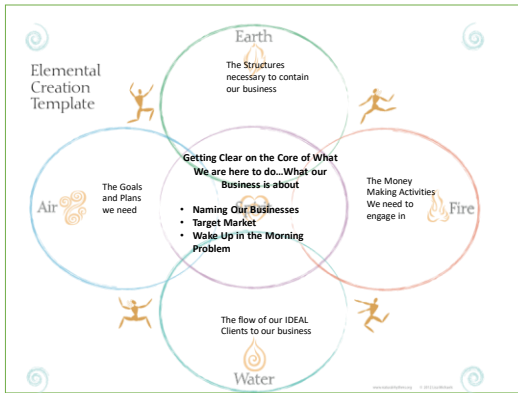 Earth
Elemental
Creation
Template
The Structures
necessary to contain
our business
Getting Clear on the Core of What
We are here to do...What our
Business is about
• Naming Our Businesses
• Target Market
• Wake Up in the Morning
Problem
Air
The Goals
and Plans
we need
The Money
Making Activities
We need to
engage in
Fire
The flow of our IDEAL
Clients to our business
Water